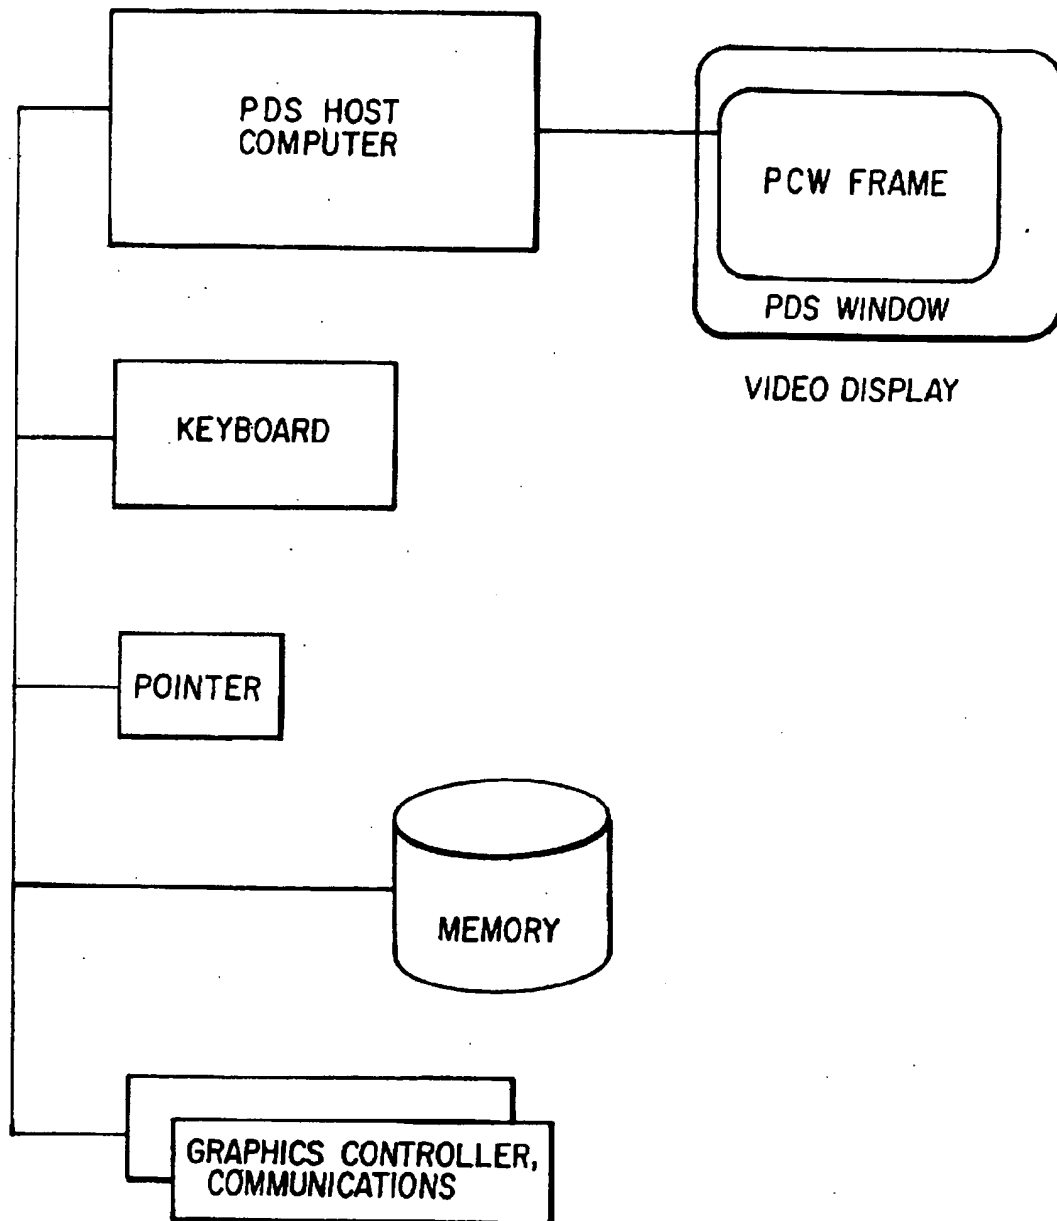 PDS HOST
COMPUTER
PCW FRAME
PDS WINDOW
VIDEO DISPLAY
KEYBOARD
POINTER
MEMORY
GRAPHICS CONTROLLER,
COMMUNICATIONS